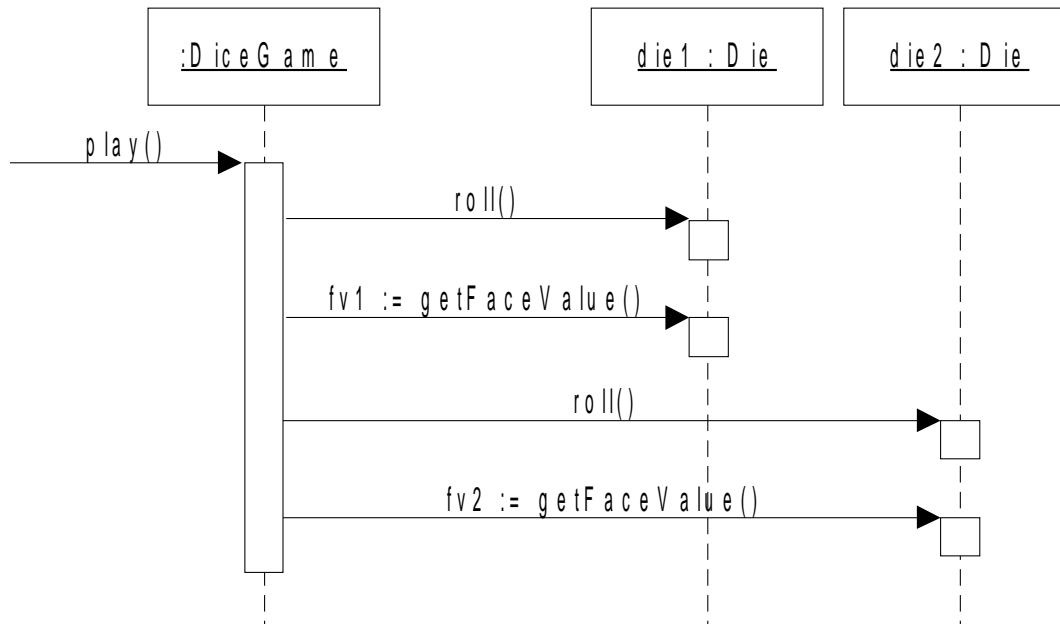 :DiceGame
die1 : Die
die2 : Die
play()
roll()
fv1 := getFaceValue()
roll()
fv2 := getFaceValue()